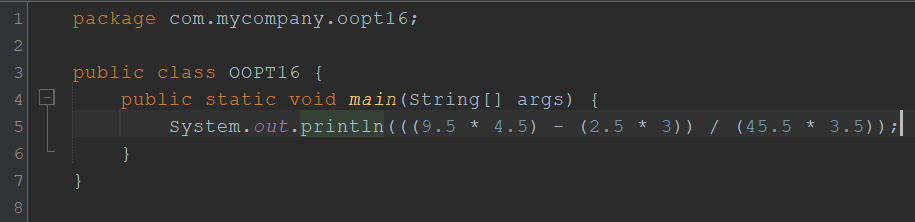 1 package com.mycompany.oopt16;
2
3 public class OOPT16 {
4     public static void main(String[] args) {
5         System.out.println(((9.5 * 4.5) - (2.5 * 3)) / (45.5 * 3.5));
6     }
7 }
8